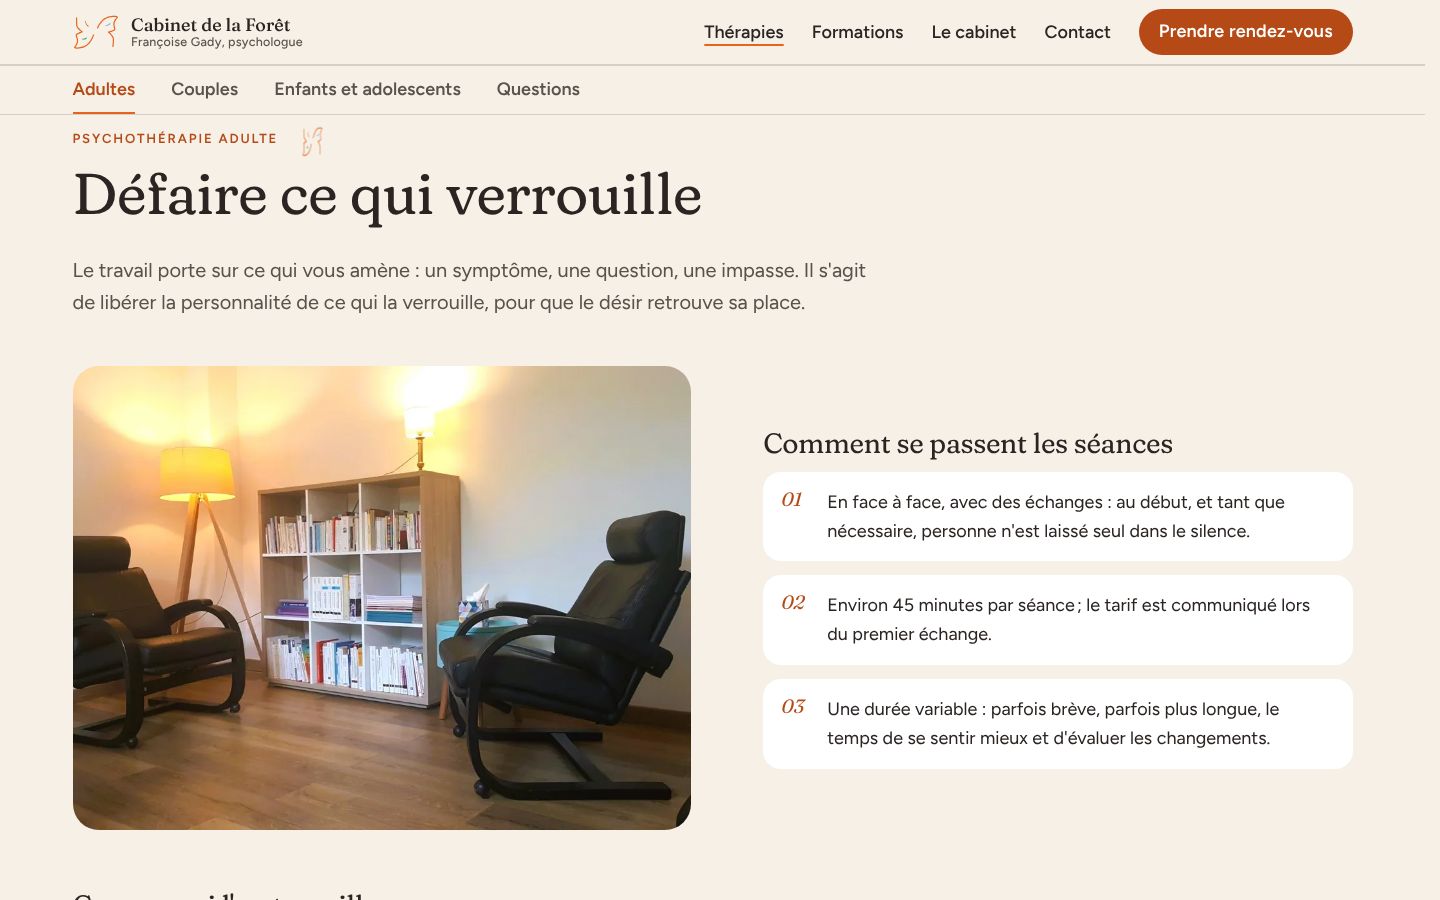 Cabinet de la Forêt
Françoise Gady, psychologue
Thérapies
Formations
Le cabinet
Contact
Prendre rendez-vous
Adultes
Couples
Enfants et adolescents
Questions
PSYCHOTHÉRAPIE ADULTE
Défaire ce qui verrouille
Le travail porte sur ce qui vous amène : un symptôme, une question, une impasse. Il s'agit
de libérer la personnalité de ce qui la verrouille, pour que le désir retrouve sa place.
Comment se passent les séances
01
En face à face, avec des échanges : au début, et tant que
nécessaire, personne n'est laissé seul dans le silence.
02
Environ 45 minutes par séance ; le tarif est communiqué lors
du premier échange.
03
Une durée variable : parfois brève, parfois plus longue, le
temps de se sentir mieux et d'évaluer les changements.